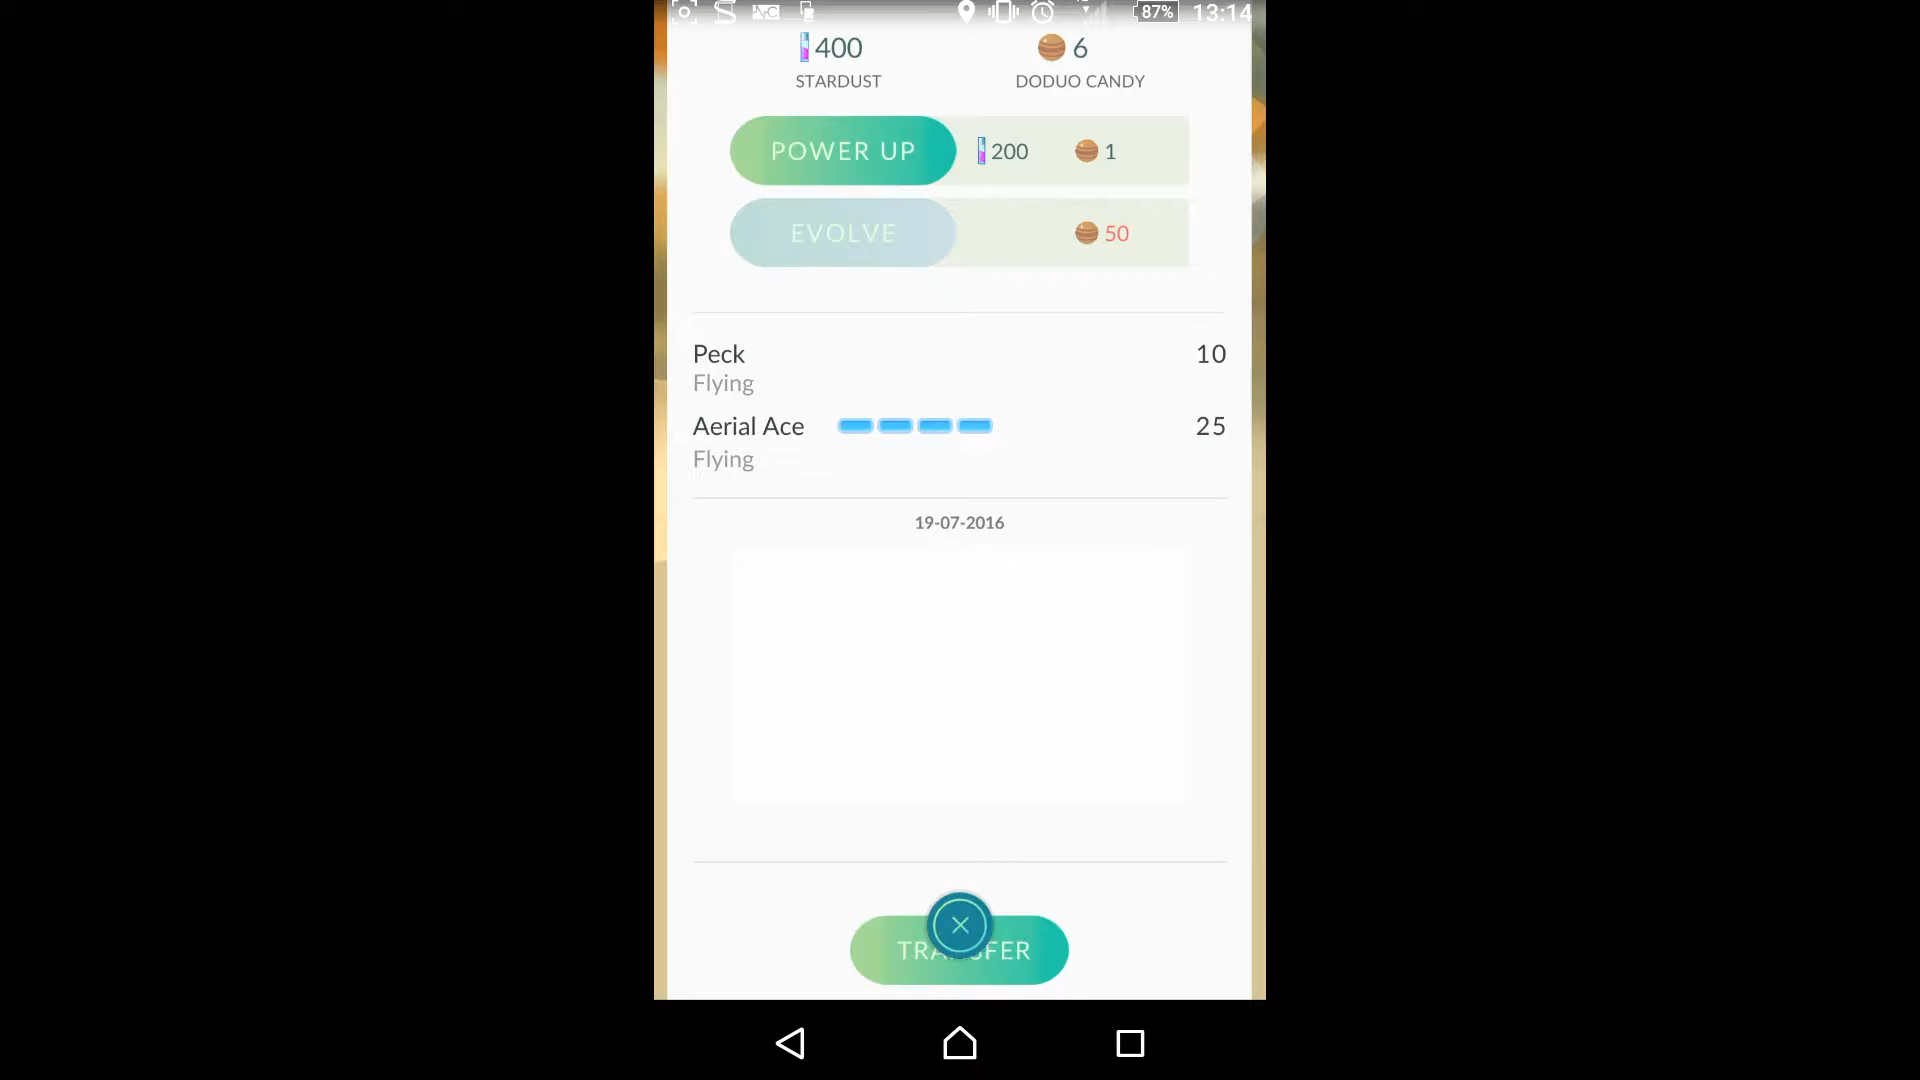 87% 13:14
400 6
STARDUST DODUO CANDY
POWER UP 200 1
EVOLVE 50
Peck 10
Flying
Aerial Ace 25
Flying
19-07-2016
TRANSFER